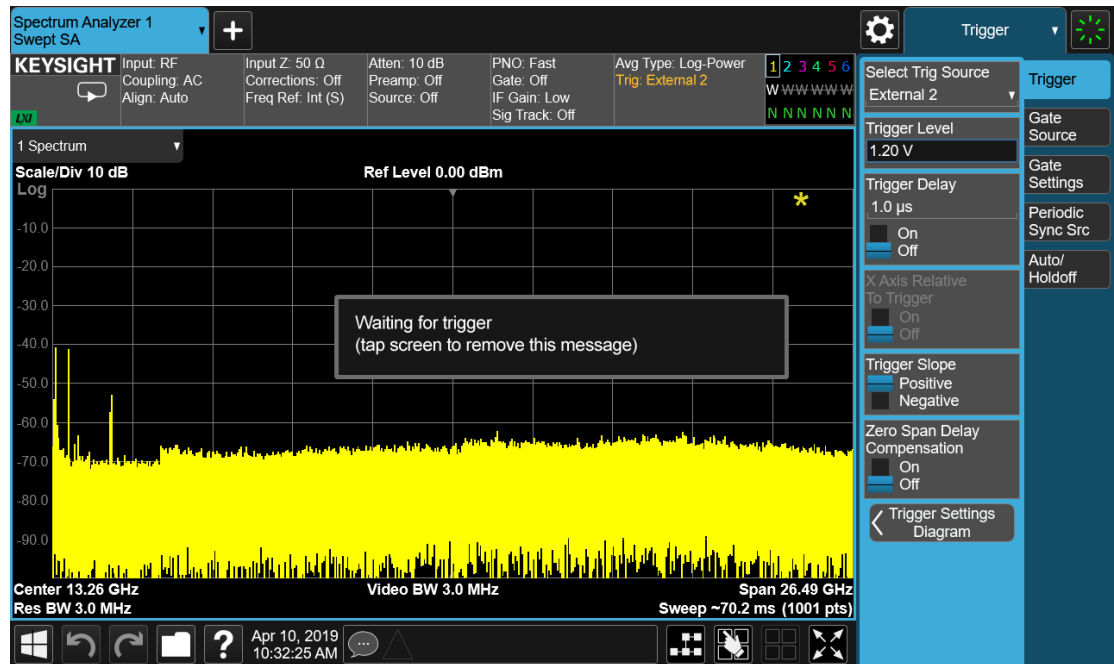 Spectrum Analyzer 1
Swept SA
+
Trigger
KEYSIGHT
LXI
Input: RF
Coupling: AC
Align: Auto
Input Z: 50 Ω
Corrections: Off
Freq Ref: Int (S)
Atten: 10 dB
Preamp: Off
Source: Off
PNO: Fast
Gate: Off
IF Gain: Low
Sig Track: Off
Avg Type: Log-Power
Trig: External 2
1 2 3 4 5 6
W W W W W W
N N N N N N
1 Spectrum
Scale/Div 10 dB
Ref Level 0.00 dBm
Log
-10.0
-20.0
-30.0
-40.0
-50.0
-60.0
-70.0
-80.0
-90.0
*
Waiting for trigger
(tap screen to remove this message)
Center 13.26 GHz
Video BW 3.0 MHz
Span 26.49 GHz
Res BW 3.0 MHz
Sweep ~70.2 ms (1001 pts)
Select Trig Source
External 2
Trigger Level
1.20 V
Trigger Delay
1.0 μs
On
Off
X Axis Relative
To Trigger
On
Off
Trigger Slope
Positive
Negative
Zero Span Delay
Compensation
On
Off
Trigger Settings
Diagram
Trigger
Gate
Source
Gate
Settings
Periodic
Sync Src
Auto/
Holdoff
?
Apr 10, 2019
10:32:25 AM